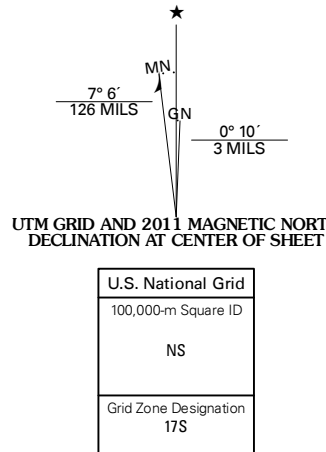 ★
M.N.
7° 6´
126 MILS
GN
0° 10´
3 MILS
UTM GRID AND 2011 MAGNETIC NORT
DECLINATION AT CENTER OF SHEET
U.S. National Grid
100,000-m Square ID
NS
Grid Zone Designation
17S